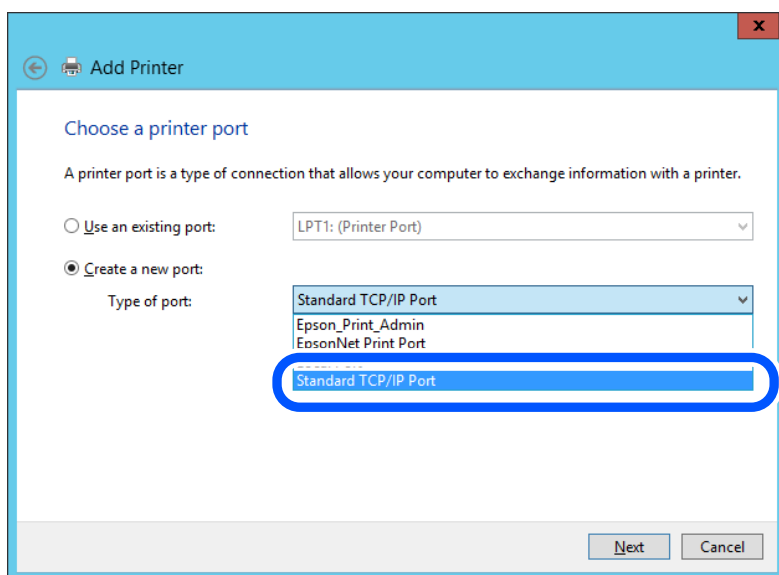 x
Add Printer
Choose a printer port
A printer port is a type of connection that allows your computer to exchange information with a printer.
Use an existing port:
LPT1: (Printer Port)
Create a new port:
Type of port:
Standard TCP/IP Port
Epson_Print_Admin
EpsonNet Print Port
Standard TCP/IP Port
Next
Cancel